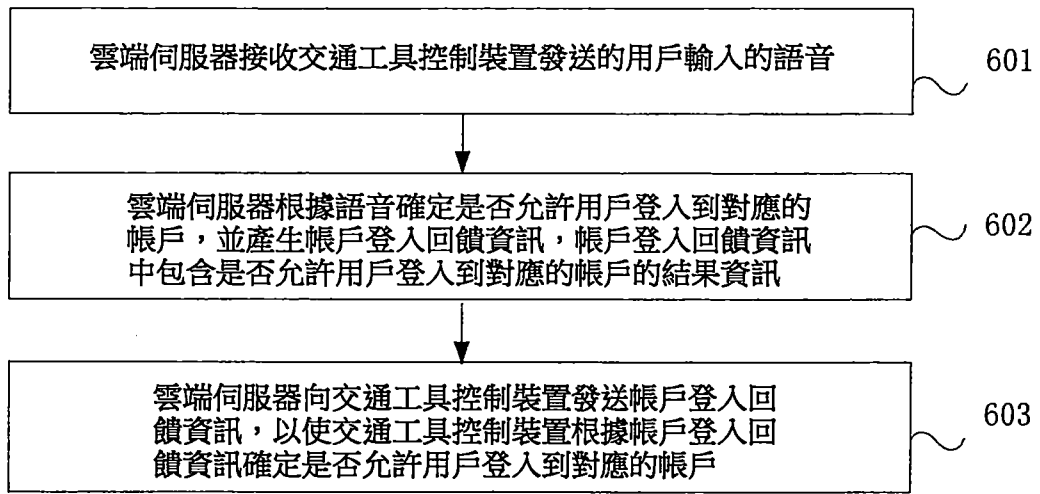 雲端伺服器接收交通工具控制裝置發送的用戶輸入的語音
601
雲端伺服器根據語音確定是否允許用戶登入到對應的
帳戶，並產生帳戶登入回饋資訊，帳戶登入回饋資訊
中包含是否允許用戶登入到對應的帳戶的結果資訊
602
雲端伺服器向交通工具控制裝置發送帳戶登入回
饋資訊，以使交通工具控制裝置根據帳戶登入回
饋資訊確定是否允許用戶登入到對應的帳戶
603